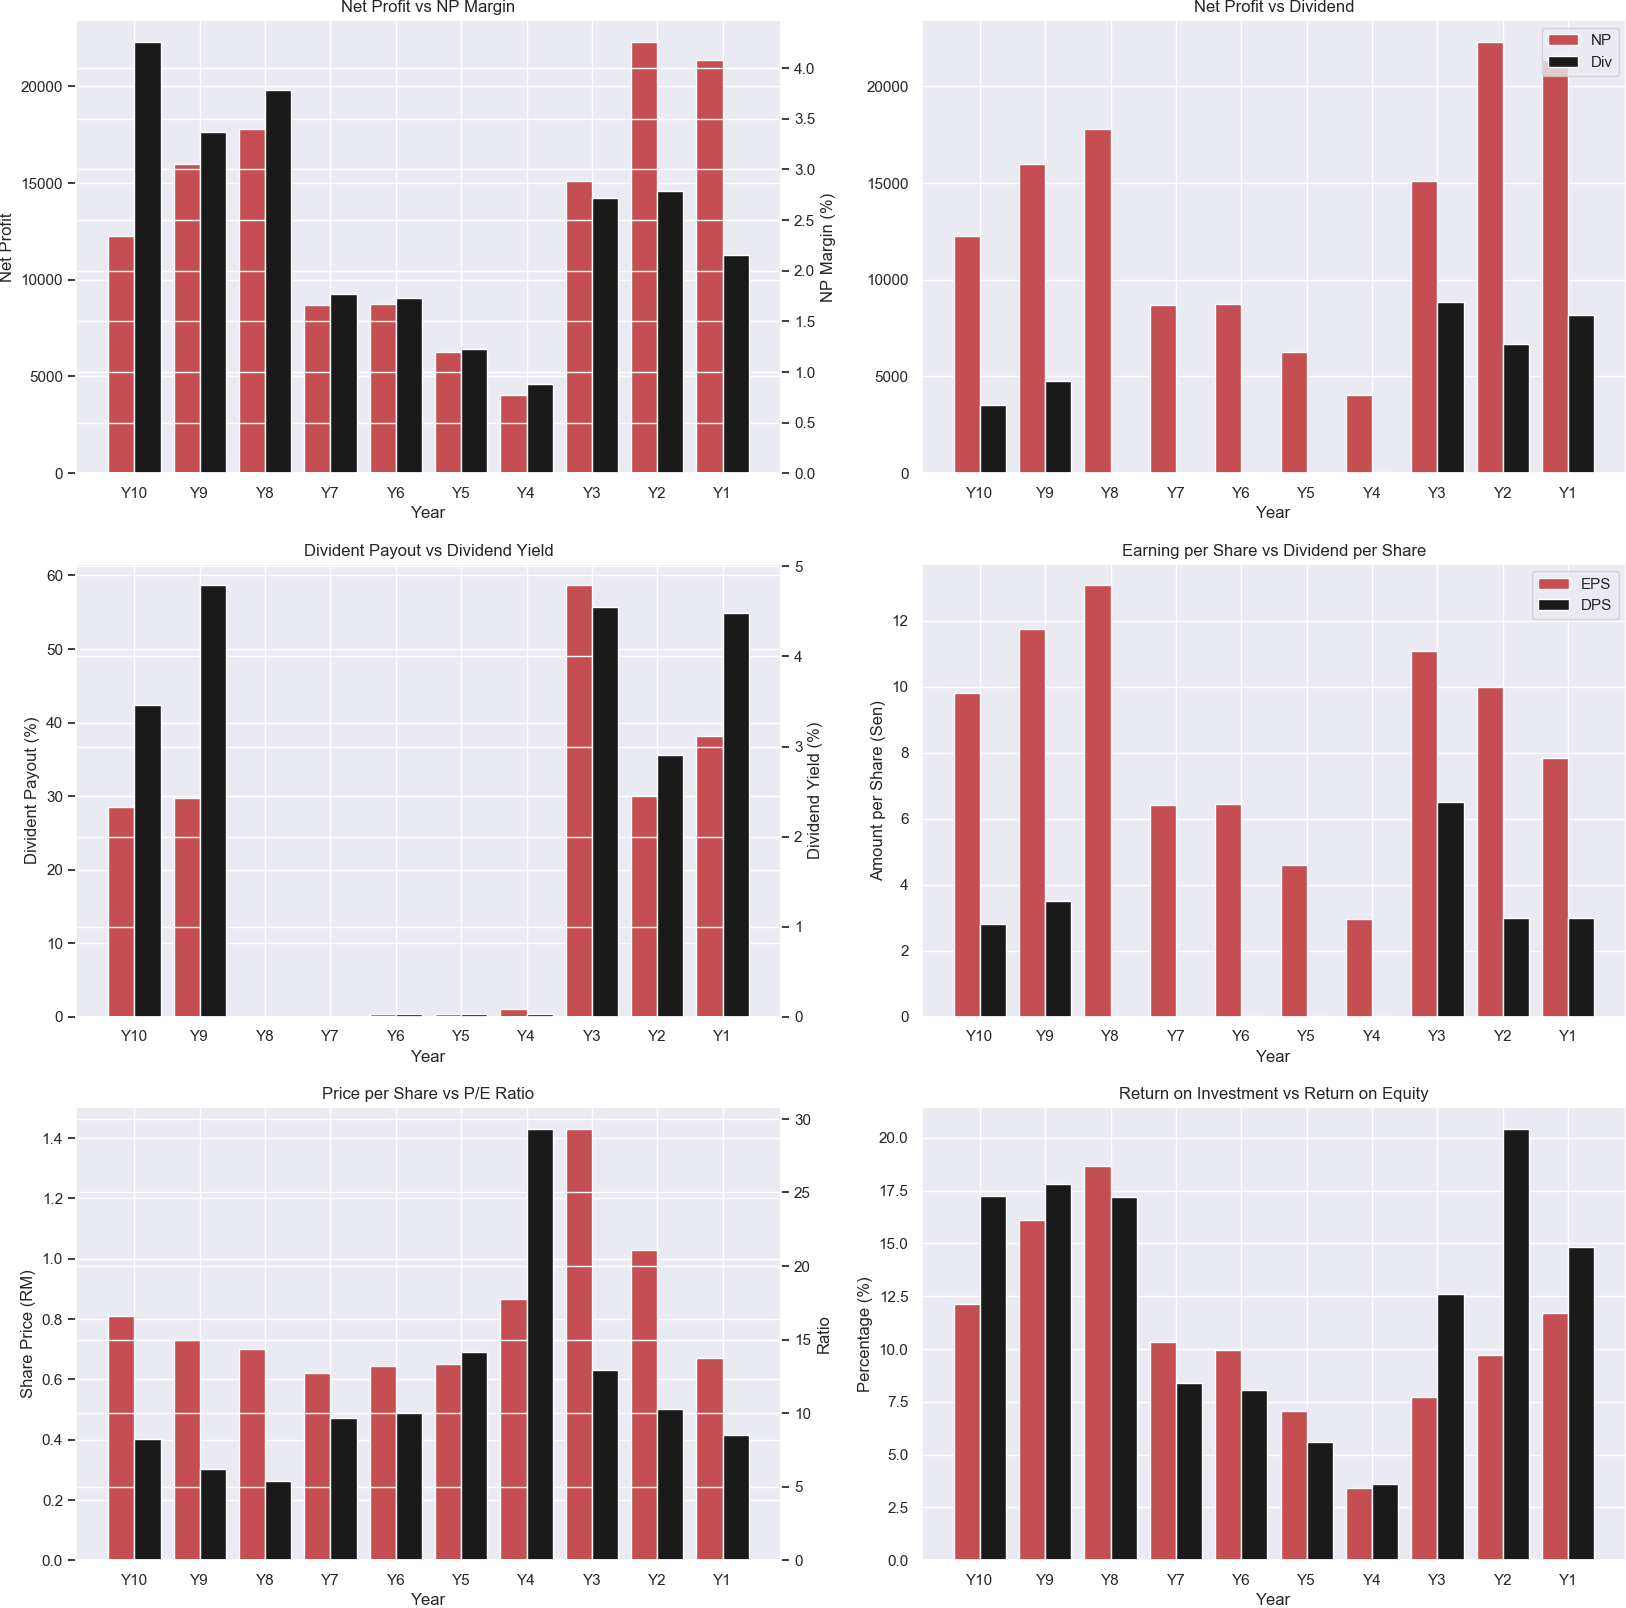 Net Profit vs NP Margin
Net Profit
20000
15000
10000
5000
0
4.0
3.5
3.0
2.5
2.0
1.5
1.0
0.5
0.0
NP Margin (%)
Y10 Y9 Y8 Y7 Y6 Y5 Y4 Y3 Y2 Y1
Year
Net Profit vs Dividend
NP
Div
20000
15000
10000
5000
0
Y10 Y9 Y8 Y7 Y6 Y5 Y4 Y3 Y2 Y1
Year
Divident Payout vs Dividend Yield
Divident Payout (%)
60
50
40
30
20
10
0
5
4
3
2
1
0
Dividend Yield (%)
Y10 Y9 Y8 Y7 Y6 Y5 Y4 Y3 Y2 Y1
Year
Earning per Share vs Dividend per Share
EPS
DPS
Amount per Share (Sen)
12
10
8
6
4
2
0
Y10 Y9 Y8 Y7 Y6 Y5 Y4 Y3 Y2 Y1
Year
Price per Share vs P/E Ratio
Share Price (RM)
1.4
1.2
1.0
0.8
0.6
0.4
0.2
0.0
30
25
20
15
10
5
0
Ratio
Y10 Y9 Y8 Y7 Y6 Y5 Y4 Y3 Y2 Y1
Year
Return on Investment vs Return on Equity
Percentage (%)
20.0
17.5
15.0
12.5
10.0
7.5
5.0
2.5
0.0
Y10 Y9 Y8 Y7 Y6 Y5 Y4 Y3 Y2 Y1
Year